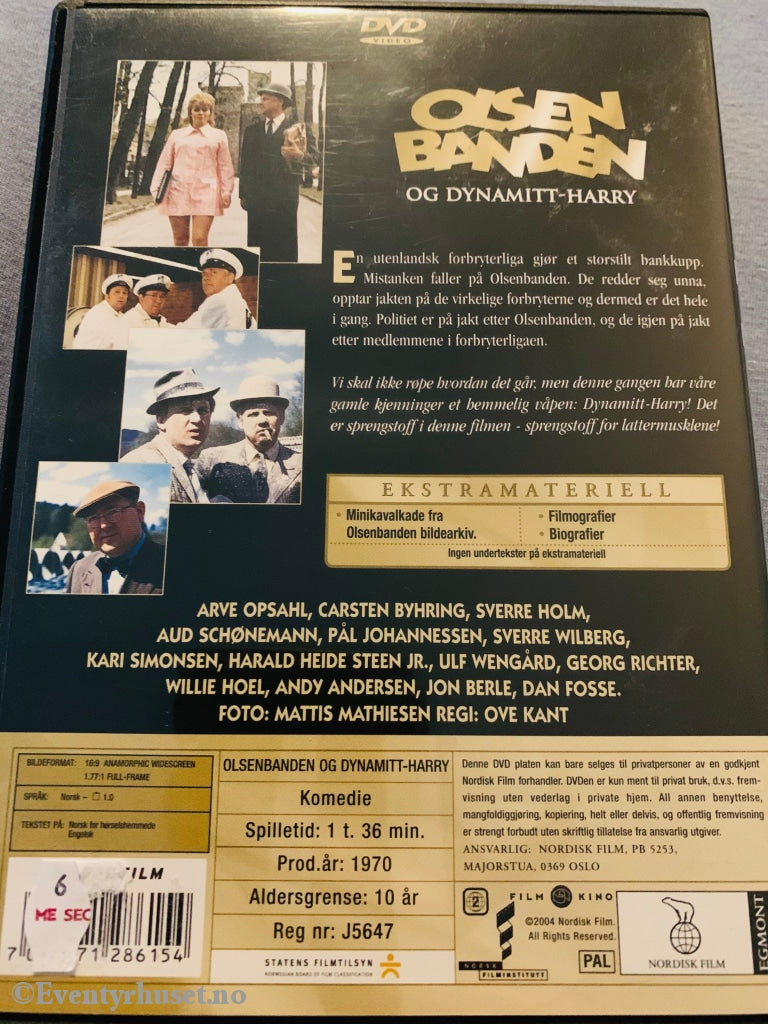 DVD
VIDEO
OLSEN
BANDEN
OG DYNAMITT-HARRY
En utenlandsk forbryterliga gjør et storstilt bankkupp.
Mistanken faller på Olsenbanden. De redder seg unna,
opptar jakten på de virkelige forbryterne og dermed er det hele
i gang. Politiet er på jakt etter Olsenbanden, og de igjen på jakt
etter medlemmene i forbryterligaen.
Vi skal ikke røpe hvordan det går, men denne gangen har våre
gamle kjenninger et hemmelig våpen: Dynamitt-Harry! Det
er sprengstoff i denne filmen - sprengstoff for lattermusklene!
EKSTRAMATERIELL
• Minikavalkade fra
Olsenbanden bildearkiv.
• Filmografier
• Biografier
Ingen undertekster på ekstramateriell
ARVE OPSAHL, CARSTEN BYHRING, SVERRE HOLM,
AUD SCHØNEMANN, PÅL JOHANNESSEN, SVERRE WILBERG,
KARI SIMONSEN, HARALD HEIDE STEEN JR., ULF WENGÅRD, GEORG RICHTER,
WILLIE HOEL, ANDY ANDERSEN, JON BERLE, DAN FOSSE.
FOTO: MATTIS MATHIESEN REGI: OVE KANT
BILDEFORMAT: 16:9 ANAMORPHIC WIDESCREEN
1.77:1 FULL-FRAME
SPRÅK: Norsk - 1.0
TEKSTET PÅ: Norsk for hørselshemmede
Engelsk
OLSENBANDEN OG DYNAMITT-HARRY
Komedie
Spilletid: 1 t. 36 min.
Prod.år: 1970
Aldersgrense: 10 år
Reg nr: J5647
STATENS FILMTILSYN
NORWEGIAN BOARD OF FILM CLASSIFICATION
Denne DVD platen kan bare selges til privatpersoner av en godkjent
Nordisk Film forhandler. DVDen er kun ment til privat bruk, d.v.s. frem-
visning uten vederlag i private hjem. All annen benyttelse,
mangfoldiggjøring, kopiering, helt eller delvis, og offentlig fremvisning
er strengt forbudt uten skriftlig tillatelse fra ansvarlig utgiver.
ANSVARLIG: NORDISK FILM, PB 5253,
MAJORSTUA, 0369 OSLO
6
ME SEC
FILM
71 286154
2
FILM KINO
©2004 Nordisk Film.
All Rights Reserved.
NORSK
FILMINSTITUTT
PAL
NORDISK FILM
EGMONT
©Eventyrhuset.no